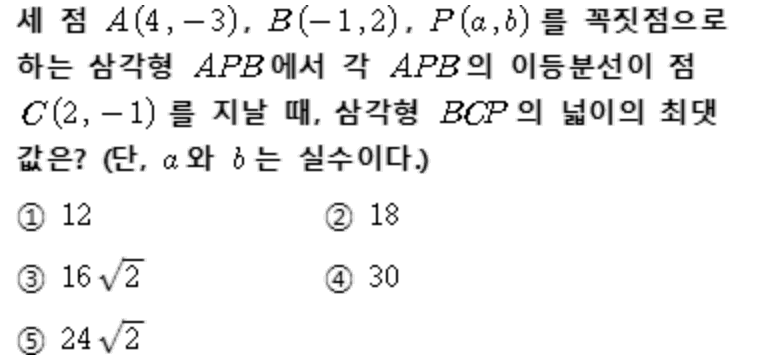 세 점 A(4,−3), B(−1,2), P(a,b)를 꼭짓점으로
하는 삼각형 APB에서 각 APB의 이등분선이 점
C(2,−1)를 지날 때, 삼각형 BCP의 넓이의 최댓
값은? (단, a와 b는 실수이다.)
① 12 ② 18
③ 16√2 ④ 30
⑤ 24√2